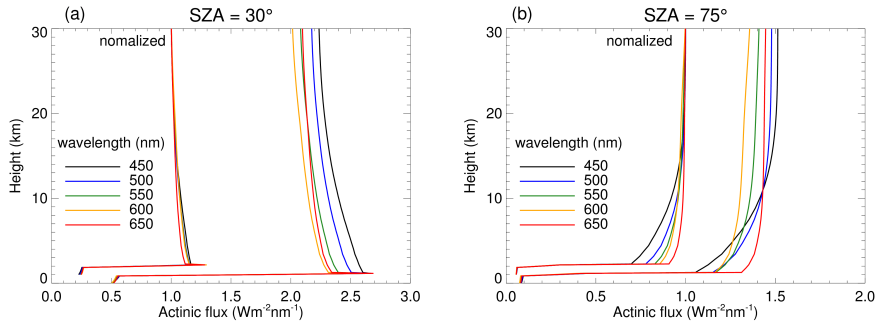 (a) SZA = 30°
nomalized
30
20
10
0
Height (km)
wavelength (nm)
450
500
550
600
650
0.0 0.5 1.0 1.5 2.0 2.5 3.0
Actinic flux (Wm-2nm-1)
(b) SZA = 75°
nomalized
30
20
10
0
Height (km)
wavelength (nm)
450
500
550
600
650
0.0 0.5 1.0 1.5 2.0
Actinic flux (Wm-2nm-1)